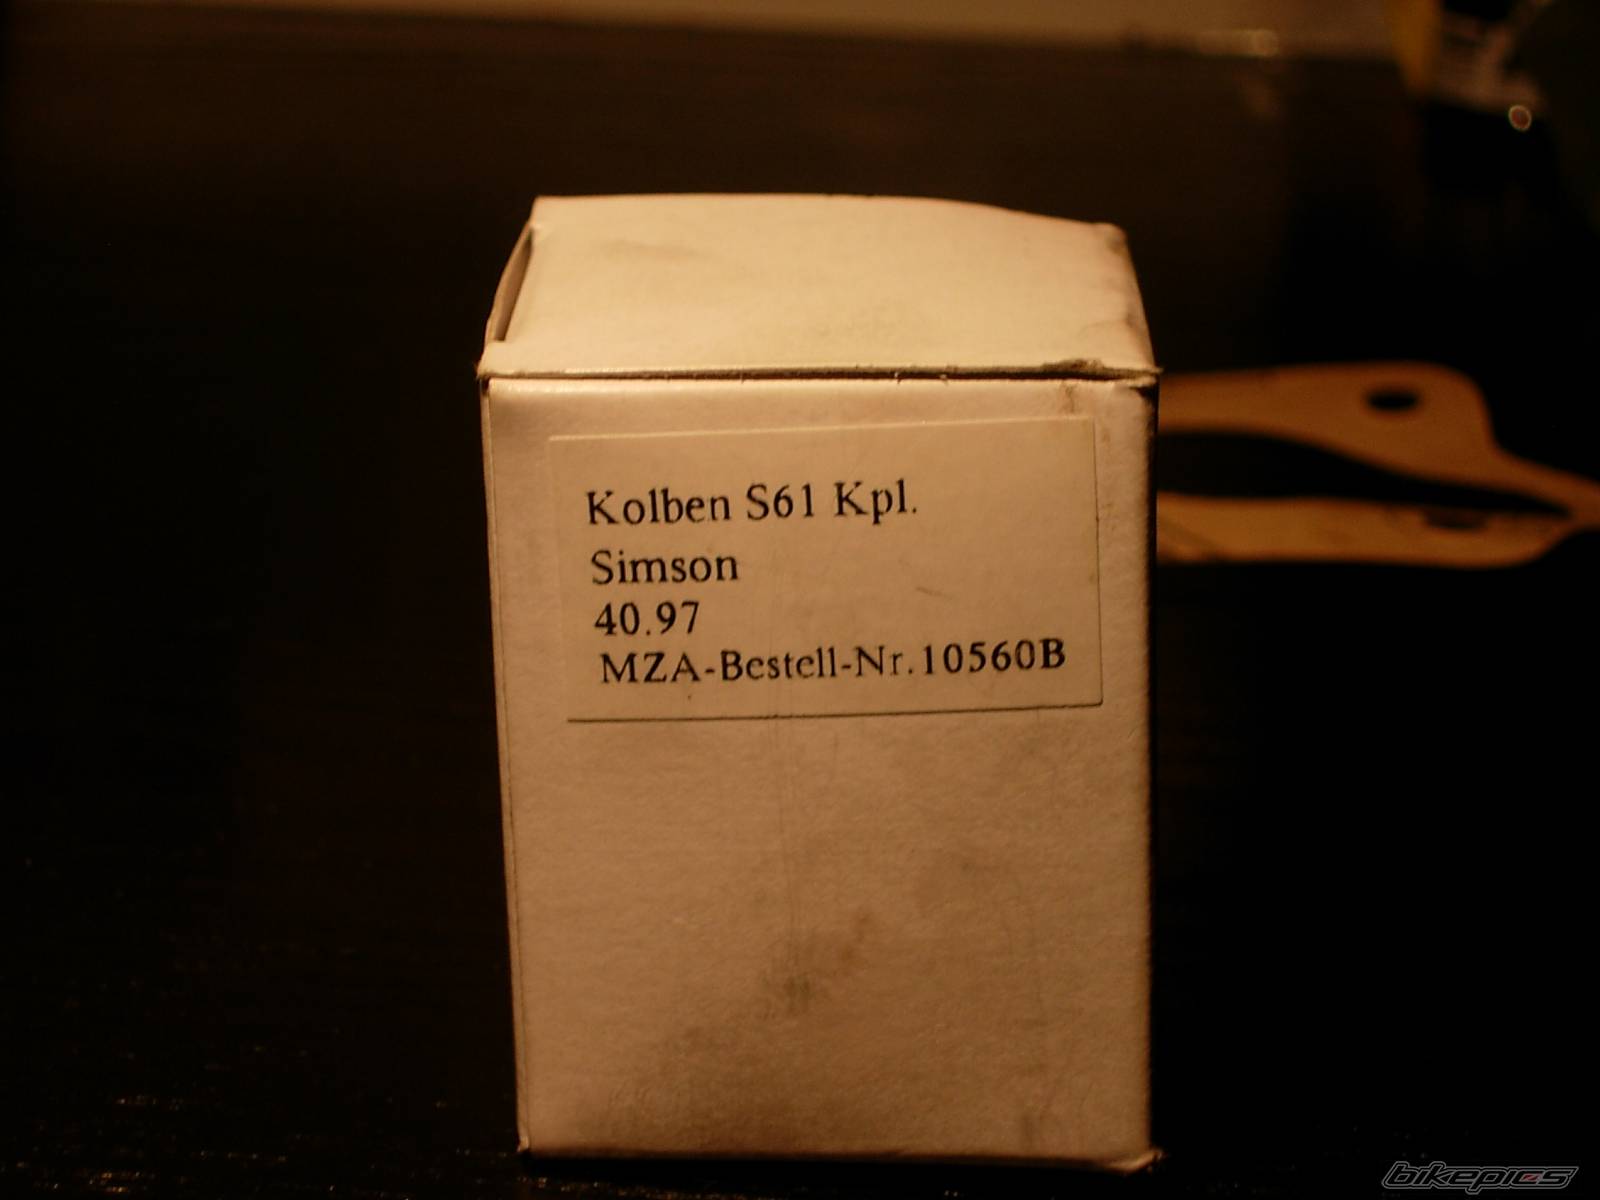 Kolben S61 Kpl.
Simson
40.97
MZA-Bestell-Nr.10560B
bikepics